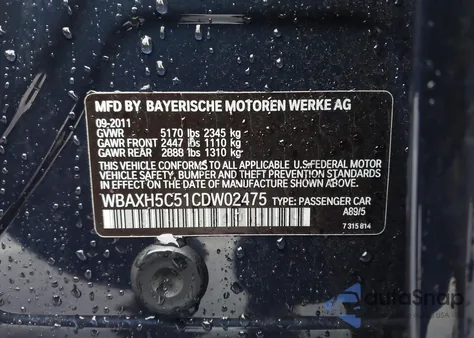 MFD BY BAYERISCHE MOTOREN WERKE AG
09-2011
GVWR 5170 lbs 2345 kg
GAWR FRONT 2447 lbs 1110 kg
GAWR REAR 2888 lbs 1310 kg
THIS VEHICLE CONFORMS TO ALL APPLICABLE U.S.FEDERAL MOTOR
VEHICLE SAFETY, BUMPER AND THEFT PREVENTION STANDARDS
IN EFFECT ON THE DATE OF MANUFACTURE SHOWN ABOVE.
WBAXH5C51CDW02475 TYPE: PASSENGER CAR
A89/5
7 315 814
AutoSnap